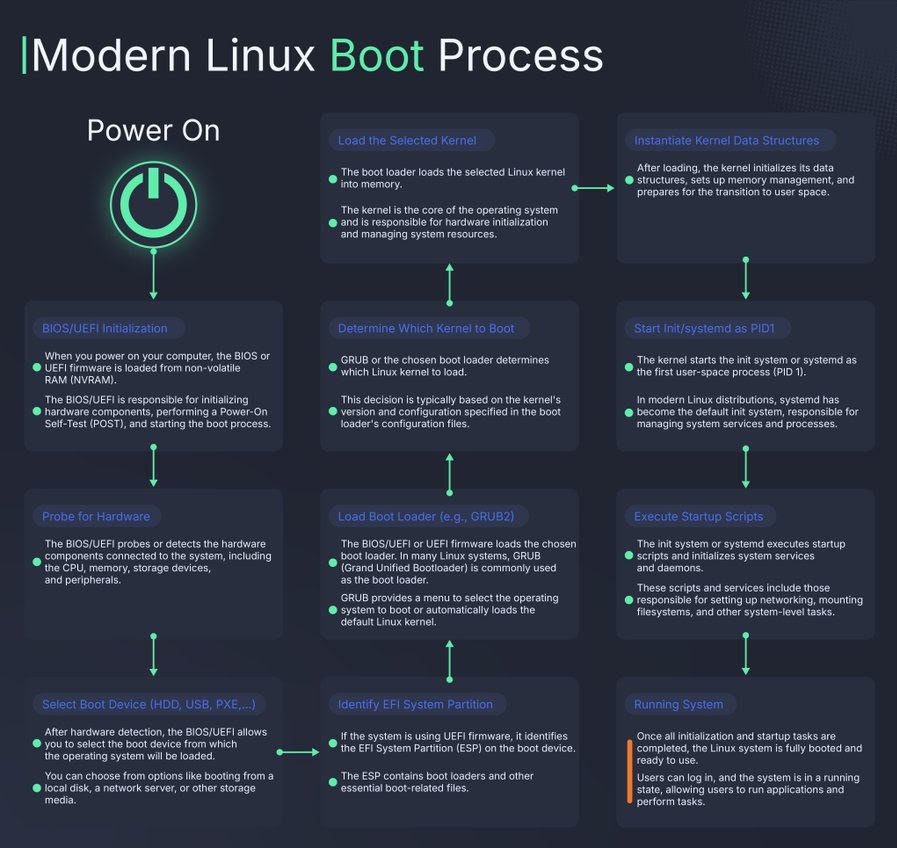 Modern Linux Boot Process
Power On
BIOS/UEFI Initialization
When you power on your computer, the BIOS or
UEFI firmware is loaded from non-volatile
RAM (NVRAM).
The BIOS/UEFI is responsible for initializing
hardware components, performing a Power-On
Self-Test (POST), and starting the boot process.
Probe for Hardware
The BIOS/UEFI probes or detects the hardware
components connected to the system, including
the CPU, memory, storage devices,
and peripherals.
Select Boot Device (HDD, USB, PXE,...)
After hardware detection, the BIOS/UEFI allows
you to select the boot device from which
the operating system will be loaded.
You can choose from options like booting from a
local disk, a network server, or other storage
media.
Identify EFI System Partition
If the system is using UEFI firmware, it identifies
the EFI System Partition (ESP) on the boot device.
The ESP contains boot loaders and other
essential boot-related files.
Load Boot Loader (e.g., GRUB2)
The BIOS/UEFI or UEFI firmware loads the chosen
boot loader. In many Linux systems, GRUB
(Grand Unified Bootloader) is commonly used
as the boot loader.
GRUB provides a menu to select the operating
system to boot or automatically loads the
default Linux kernel.
Determine Which Kernel to Boot
GRUB or the chosen boot loader determines
which Linux kernel to load.
This decision is typically based on the kernel's
version and configuration specified in the boot
loader's configuration files.
Load the Selected Kernel
The boot loader loads the selected Linux kernel
into memory.
The kernel is the core of the operating system
and is responsible for hardware initialization
and managing system resources.
Instantiate Kernel Data Structures
After loading, the kernel initializes its data
structures, sets up memory management, and
prepares for the transition to user space.
Start Init/systemd as PID1
The kernel starts the init system or systemd as
the first user-space process (PID 1).
In modern Linux distributions, systemd has
become the default init system, responsible for
managing system services and processes.
Execute Startup Scripts
The init system or systemd executes startup
scripts and initializes system services
and daemons.
These scripts and services include those
responsible for setting up networking, mounting
filesystems, and other system-level tasks.
Running System
Once all initialization and startup tasks are
completed, the Linux system is fully booted and
ready to use.
Users can log in, and the system is in a running
state, allowing users to run applications and
perform tasks.